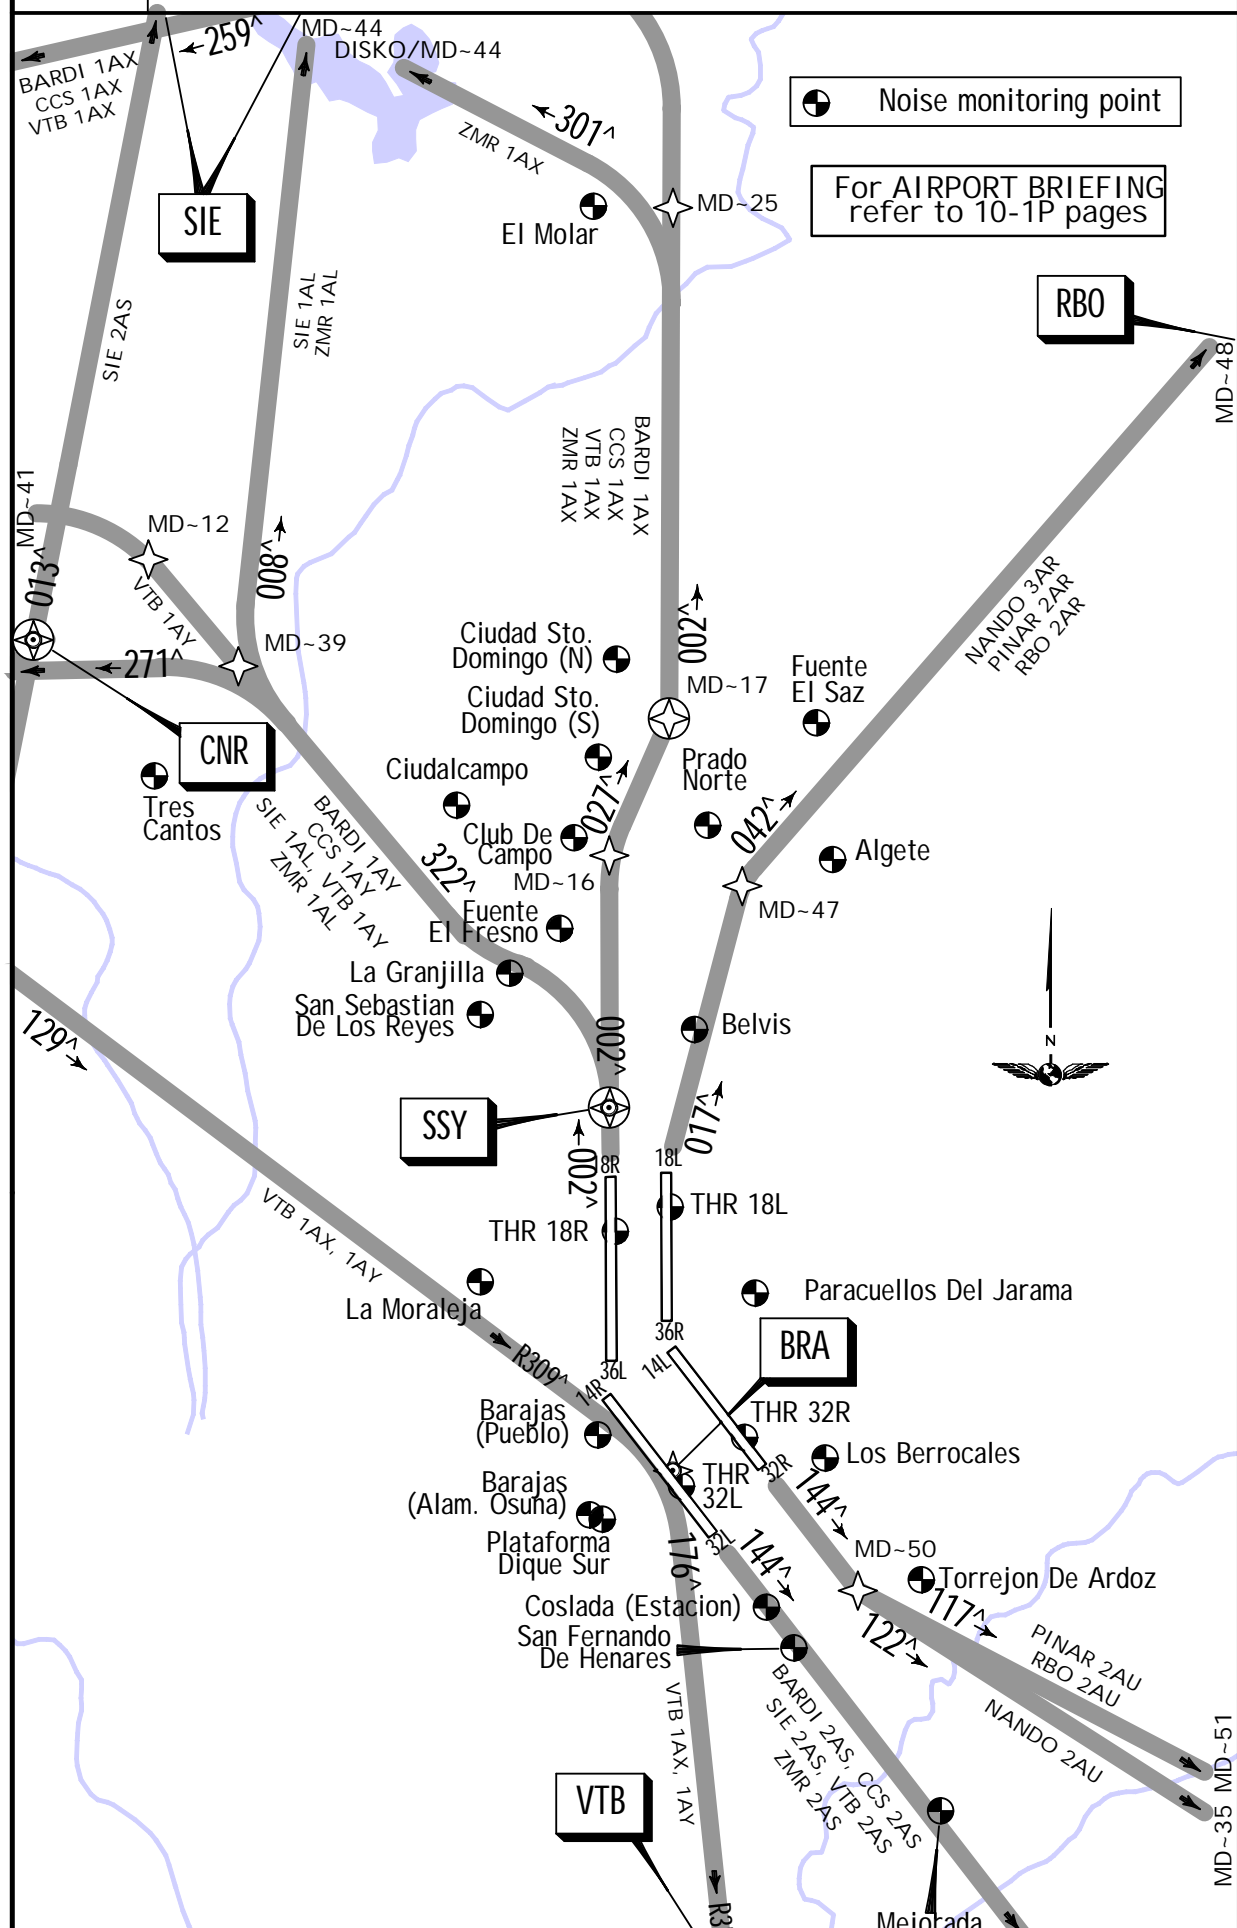 259^
MD~44
DISKO/MD~44
BARDI 1AX
CCS 1AX
VTB 1AX
301^
ZMR 1AX
Noise monitoring point
For AIRPORT BRIEFING
refer to 10-1P pages
SIE
El Molar
MD~25
RBO
MD~48/
SIE 2AS
SIE 1AL
ZMR 1AL
BARDI 1AX
CCS 1AX
VTB 1AX
ZMR 1AX
MD~41
MD~12
013^
008^
VTB 1AY
NANDO 3AR
PINAR 2AR
RBO 2AR
271^
MD~39
002^
Ciudad Sto.
Domingo (N)
Ciudad Sto.
Domingo (S)
MD~17
Fuente
El Saz
CNR
Tres
Cantos
Ciudalcampo
Prado
Norte
027^
042^
Club De
Campo
MD~16
Algete
BARDI 1AY
CCS 1AY
SIE 1AL, VTB 1AY
ZMR 1AL
322^
MD~47
Fuente
El Fresno
La Granjilla
San Sebastian
De Los Reyes
Belvis
129^
002^
N
SSY
017^
002^
18R
18L
THR 18R
THR 18L
VTB 1AX, 1AY
La Moraleja
Paracuellos Del Jarama
R309^
36L
36R
14R
14L
BRA
Barajas
(Pueblo)
THR 32R
Los Berrocales
THR
32L
32R
Barajas
(Alam. Osuna)
Plataforma
Dique Sur
144^
176^
32L
144^
MD~50
Torrejon De Ardoz
Coslada (Estacion)
117^
San Fernando
De Henares
122^
PINAR 2AU
RBO 2AU
NANDO 2AU
VTB 1AX, 1AY
BARDI 2AS, CCS 2AS
SIE 2AS, VTB 2AS
ZMR 2AS
MD~51
MD~35
VTB
R3
Mejorada